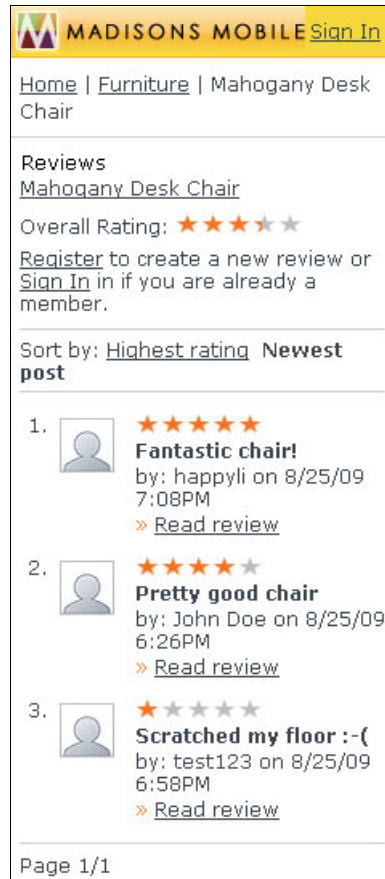 MADISONS MOBILE Sign In
Home | Furniture | Mahogany Desk
Chair
Reviews
Mahogany Desk Chair
Overall Rating:
Register to create a new review or
Sign In in if you are already a
member.
Sort by: Highest rating Newest
post
1.
Fantastic chair!
by: happyli on 8/25/09
7:08PM
» Read review
2.
Pretty good chair
by: John Doe on 8/25/09
6:26PM
» Read review
3.
Scratched my floor :-(
by: test123 on 8/25/09
6:58PM
» Read review
Page 1/1